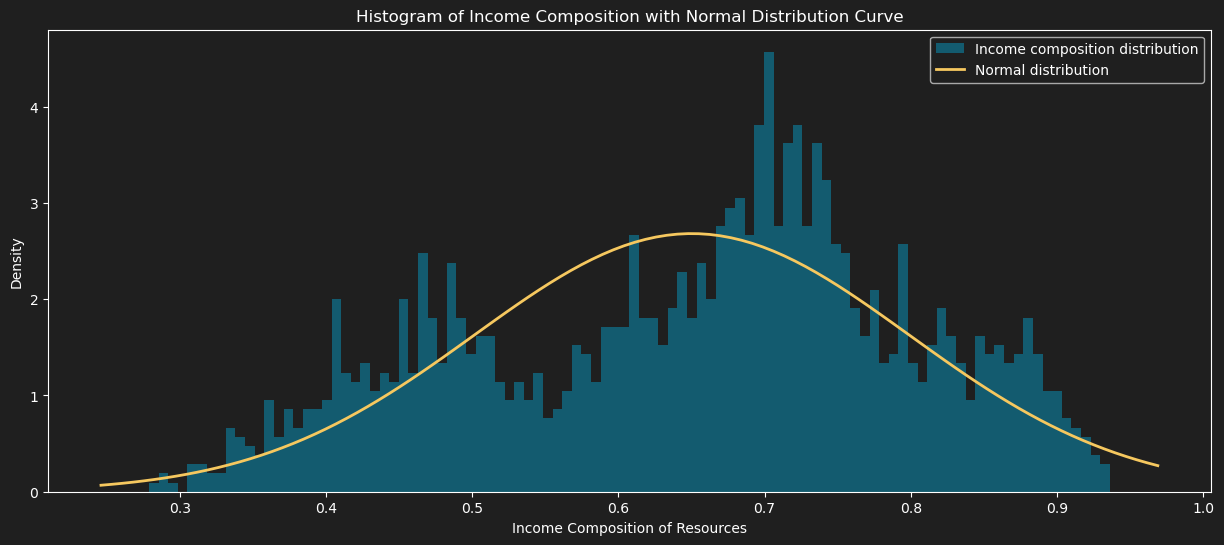 Histogram of Income Composition with Normal Distribution Curve
Income composition distribution
Normal distribution
Density
4
3
2
1
0
0.3 0.4 0.5 0.6 0.7 0.8 0.9 1.0
Income Composition of Resources